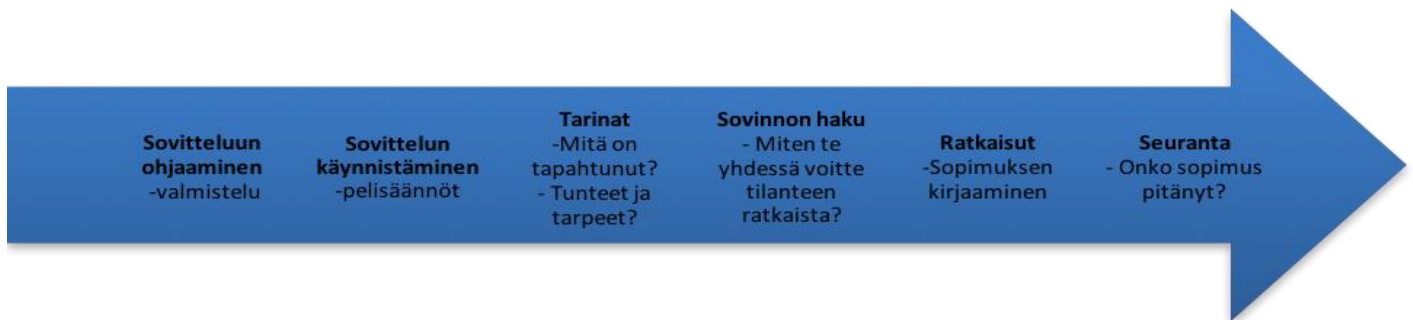 Sovitteluun
ohjaaminen
-valmistelu
Sovittelun
käynnistäminen
-pelisäännöt
Tarinat
-Mitä on
tapahtunut?
- Tunteet ja
tarpeet?
Sovinnon haku
- Miten te
yhdessä voitte
tilanteen
ratkaista?
Ratkaisut
-Sopimuksen
kirjaaminen
Seuranta
- Onko sopimus
pitänyt?